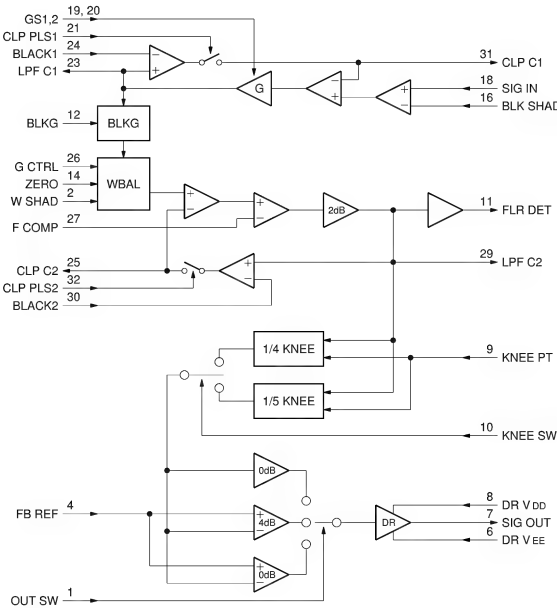 GS1,2 19, 20
CLP PLS1 21
BLACK1 24
LPF C1 23
31 CLP C1
G
18 SIG IN
16 BLK SHAD
BLKG 12
BLKG
G CTRL 26
ZERO 14
W SHAD 2
WBAL
F COMP 27
2dB
11 FLR DET
CLP C2 25
CLP PLS2 32
BLACK2 30
29 LPF C2
1/4 KNEE
9 KNEE PT
1/5 KNEE
10 KNEE SW
0dB
FB REF 4
4dB
DR
8 DR VDD
7 SIG OUT
6 DR VEE
0dB
OUT SW 1